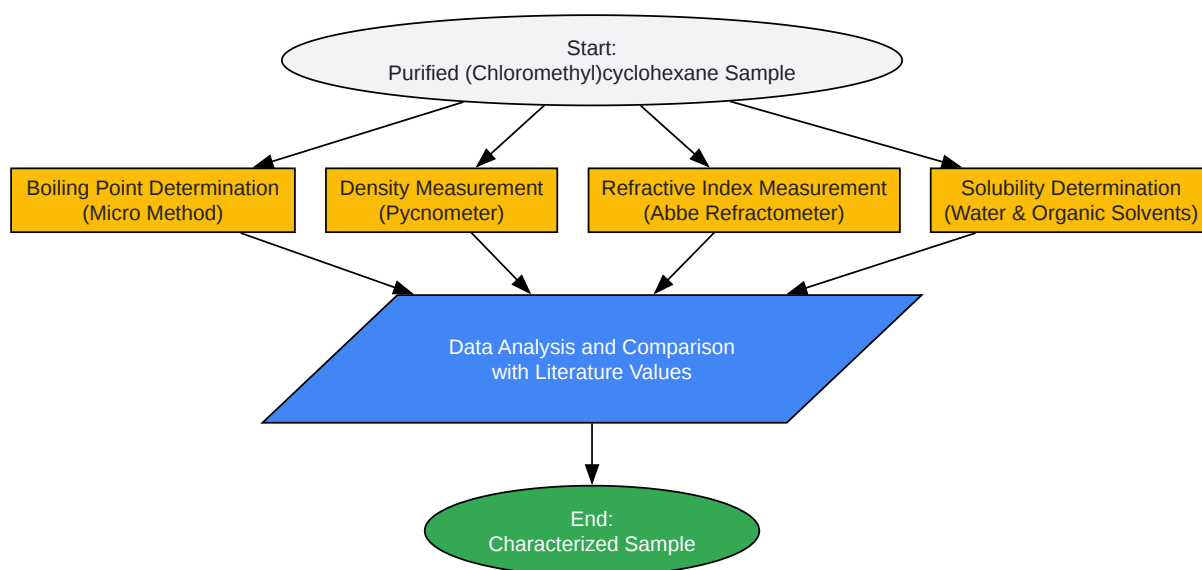 Start:
Purified (Chloromethyl)cyclohexane Sample
Boiling Point Determination
(Micro Method)
Density Measurement
(Pycnometer)
Refractive Index Measurement
(Abbe Refractometer)
Solubility Determination
(Water & Organic Solvents)
Data Analysis and Comparison
with Literature Values
End:
Characterized Sample